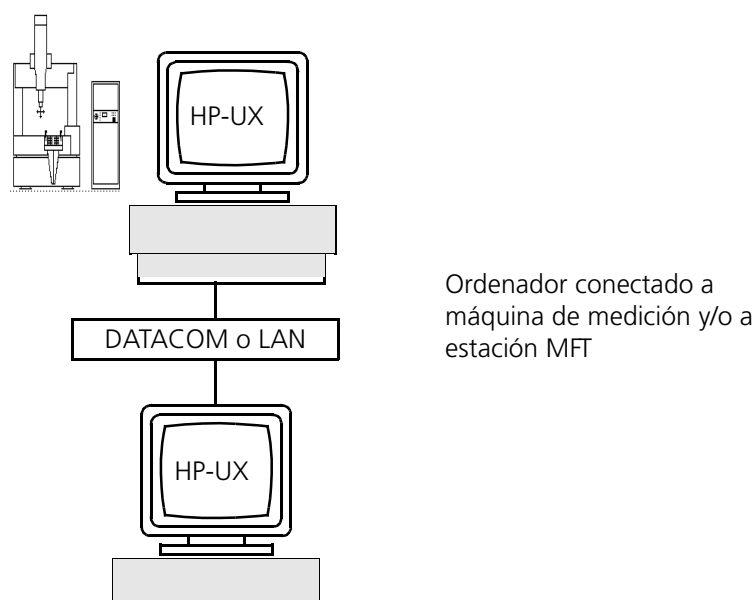 HP-UX
DATACOM o LAN
Ordenador conectado a
máquina de medición y/o a
estación MFT
HP-UX